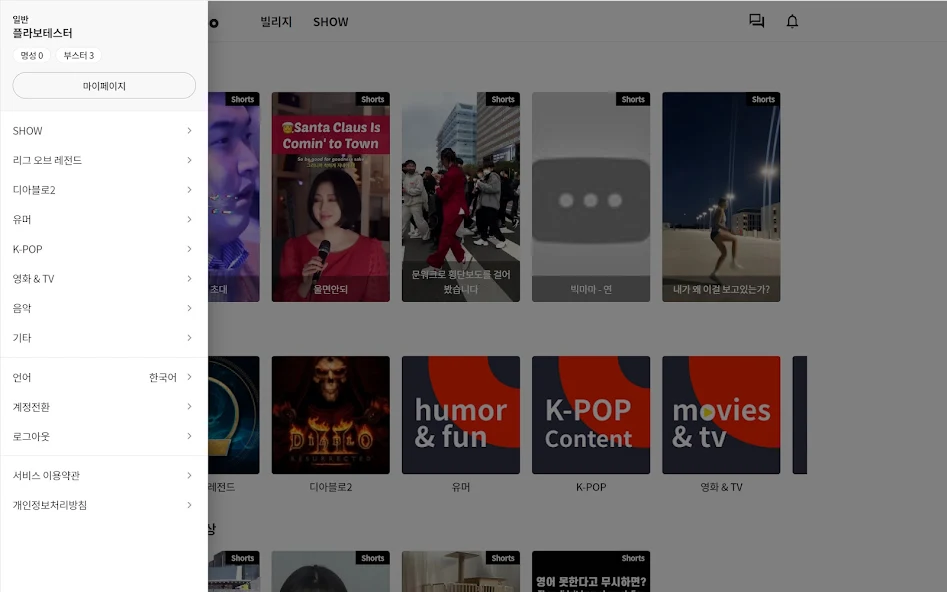 일반
플라보테스터
명성 0 부스터 3
마이페이지
SHOW
리그 오브 레전드
디아블로2
유머
K-POP
영화 & TV
음악
기타
언어 한국어
계정전환
로그아웃
서비스 이용약관
개인정보처리방침
빌리지 SHOW
Shorts
초대
Shorts
Santa Claus Is
Comin' to Town
울면안되
Shorts
문워크로 횡단보도를 걸어
봤습니다
Shorts
빅미마 - 연
Shorts
내가 왜 이걸 보고있는가?
레전드
DIABLO
RESURRECTED
디아블로2
humor
& fun
유머
K-POP
Content
K-POP
movies
& tv
영화 & TV
상
Shorts
Shorts
Shorts
Shorts
영어 못한다고 무시하면?